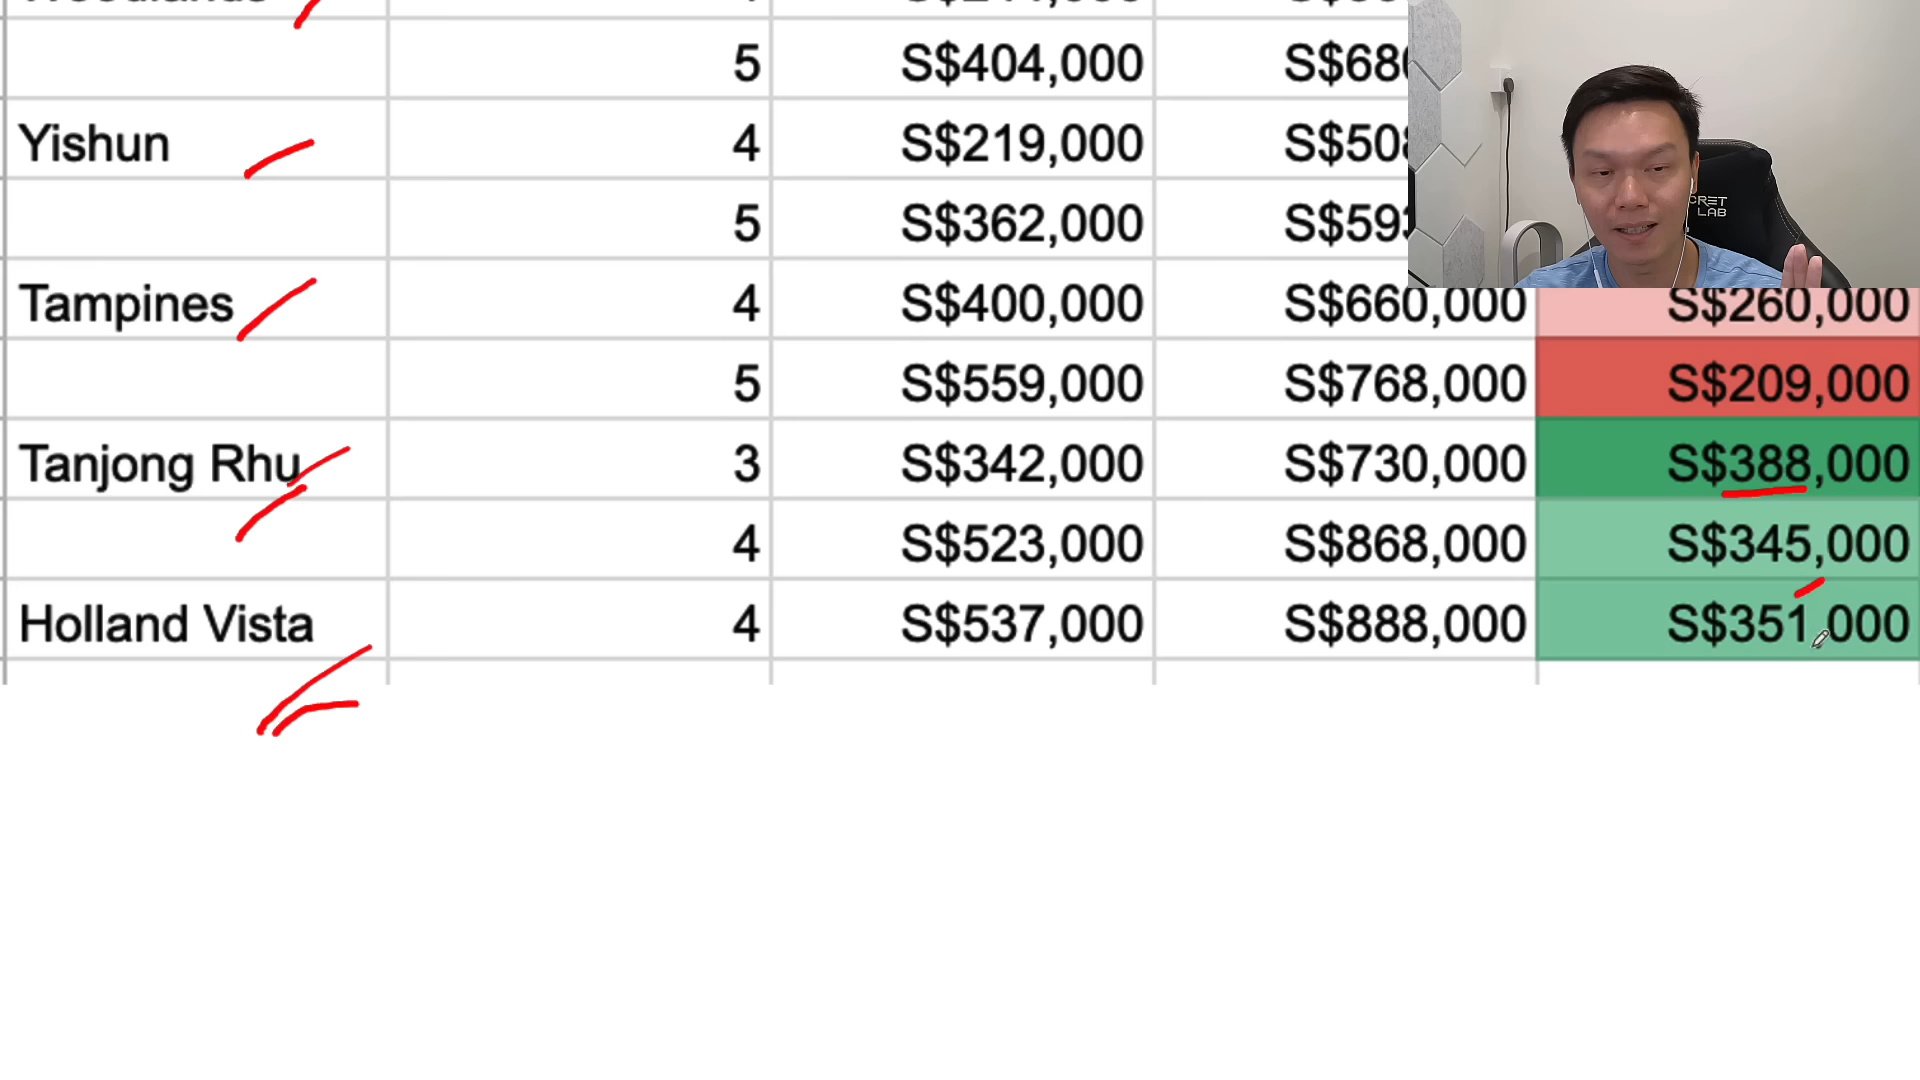 5 S$404,000
Yishun 4 S$219,000
5 S$362,000
Tampines 4 S$400,000 S$660,000 S$260,000
5 S$559,000 S$768,000 S$209,000
Tanjong Rhu 3 S$342,000 S$730,000 S$388,000
4 S$523,000 S$868,000 S$345,000
Holland Vista 4 S$537,000 S$888,000 S$351,000
LAB